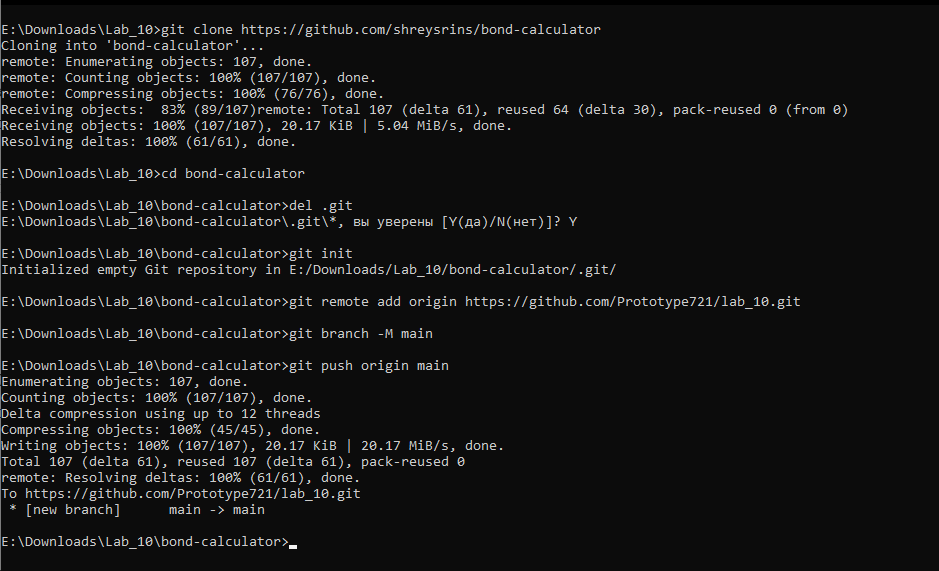 E:\Downloads\Lab_10>git clone https://github.com/shreysrins/bond-calculator
Cloning into 'bond-calculator'...
remote: Enumerating objects: 107, done.
remote: Counting objects: 100% (107/107), done.
remote: Compressing objects: 100% (76/76), done.
Receiving objects:  83% (89/107)remote: Total 107 (delta 61), reused 64 (delta 30), pack-reused 0 (from 0)
Receiving objects: 100% (107/107), 20.17 KiB | 5.04 MiB/s, done.
Resolving deltas: 100% (61/61), done.
E:\Downloads\Lab_10>cd bond-calculator
E:\Downloads\Lab_10\bond-calculator>del .git
E:\Downloads\Lab_10\bond-calculator\.git\*, вы уверены [Y(да)/N(нет)]? Y
E:\Downloads\Lab_10\bond-calculator>git init
Initialized empty Git repository in E:/Downloads/Lab_10/bond-calculator/.git/
E:\Downloads\Lab_10\bond-calculator>git remote add origin https://github.com/Prototype721/lab_10.git
E:\Downloads\Lab_10\bond-calculator>git branch -M main
E:\Downloads\Lab_10\bond-calculator>git push origin main
Enumerating objects: 107, done.
Counting objects: 100% (107/107), done.
Delta compression using up to 12 threads
Compressing objects: 100% (45/45), done.
Writing objects: 100% (107/107), 20.17 KiB | 20.17 MiB/s, done.
Total 107 (delta 61), reused 107 (delta 61), pack-reused 0
remote: Resolving deltas: 100% (61/61), done.
To https://github.com/Prototype721/lab_10.git
 * [new branch]      main -> main
E:\Downloads\Lab_10\bond-calculator>